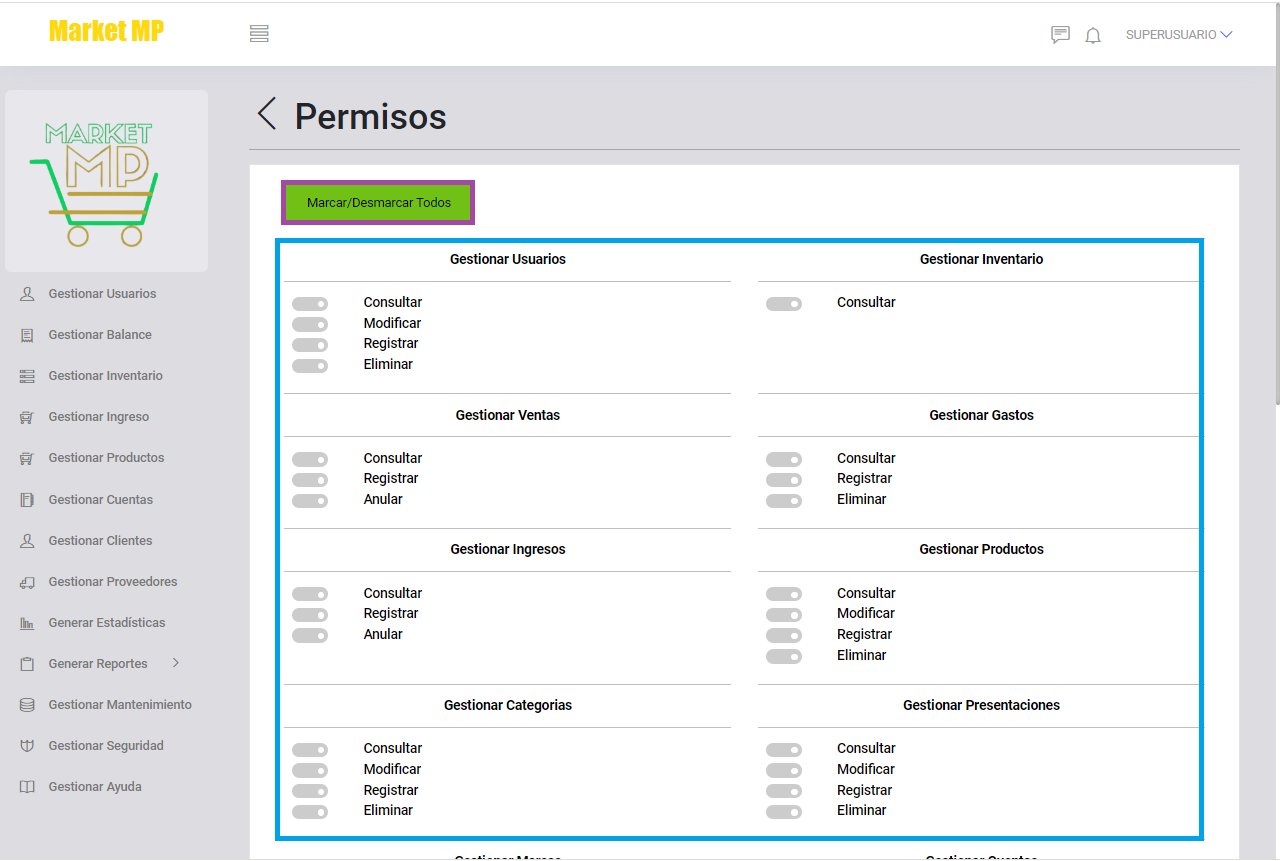 Market MP
SUPERUSUARIO
MARKET
MP
Gestionar Usuarios
Gestionar Balance
Gestionar Inventario
Gestionar Ingreso
Gestionar Productos
Gestionar Cuentas
Gestionar Clientes
Gestionar Proveedores
Generar Estadísticas
Generar Reportes
Gestionar Mantenimiento
Gestionar Seguridad
Gestionar Ayuda
Permisos
Marcar/Desmarcar Todos
Gestionar Usuarios
Consultar
Modificar
Registrar
Eliminar
Gestionar Inventario
Consultar
Gestionar Ventas
Consultar
Registrar
Anular
Gestionar Gastos
Consultar
Registrar
Eliminar
Gestionar Ingresos
Consultar
Registrar
Anular
Gestionar Productos
Consultar
Modificar
Registrar
Eliminar
Gestionar Categorias
Consultar
Modificar
Registrar
Eliminar
Gestionar Presentaciones
Consultar
Modificar
Registrar
Eliminar